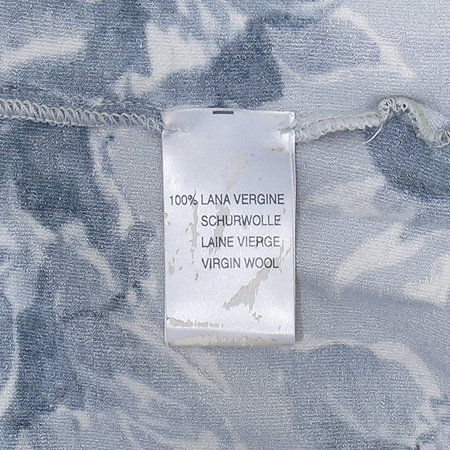 100% LANA VERGINE
SCHURWOLLE
LAINE VIERGE
VIRGIN WOOL